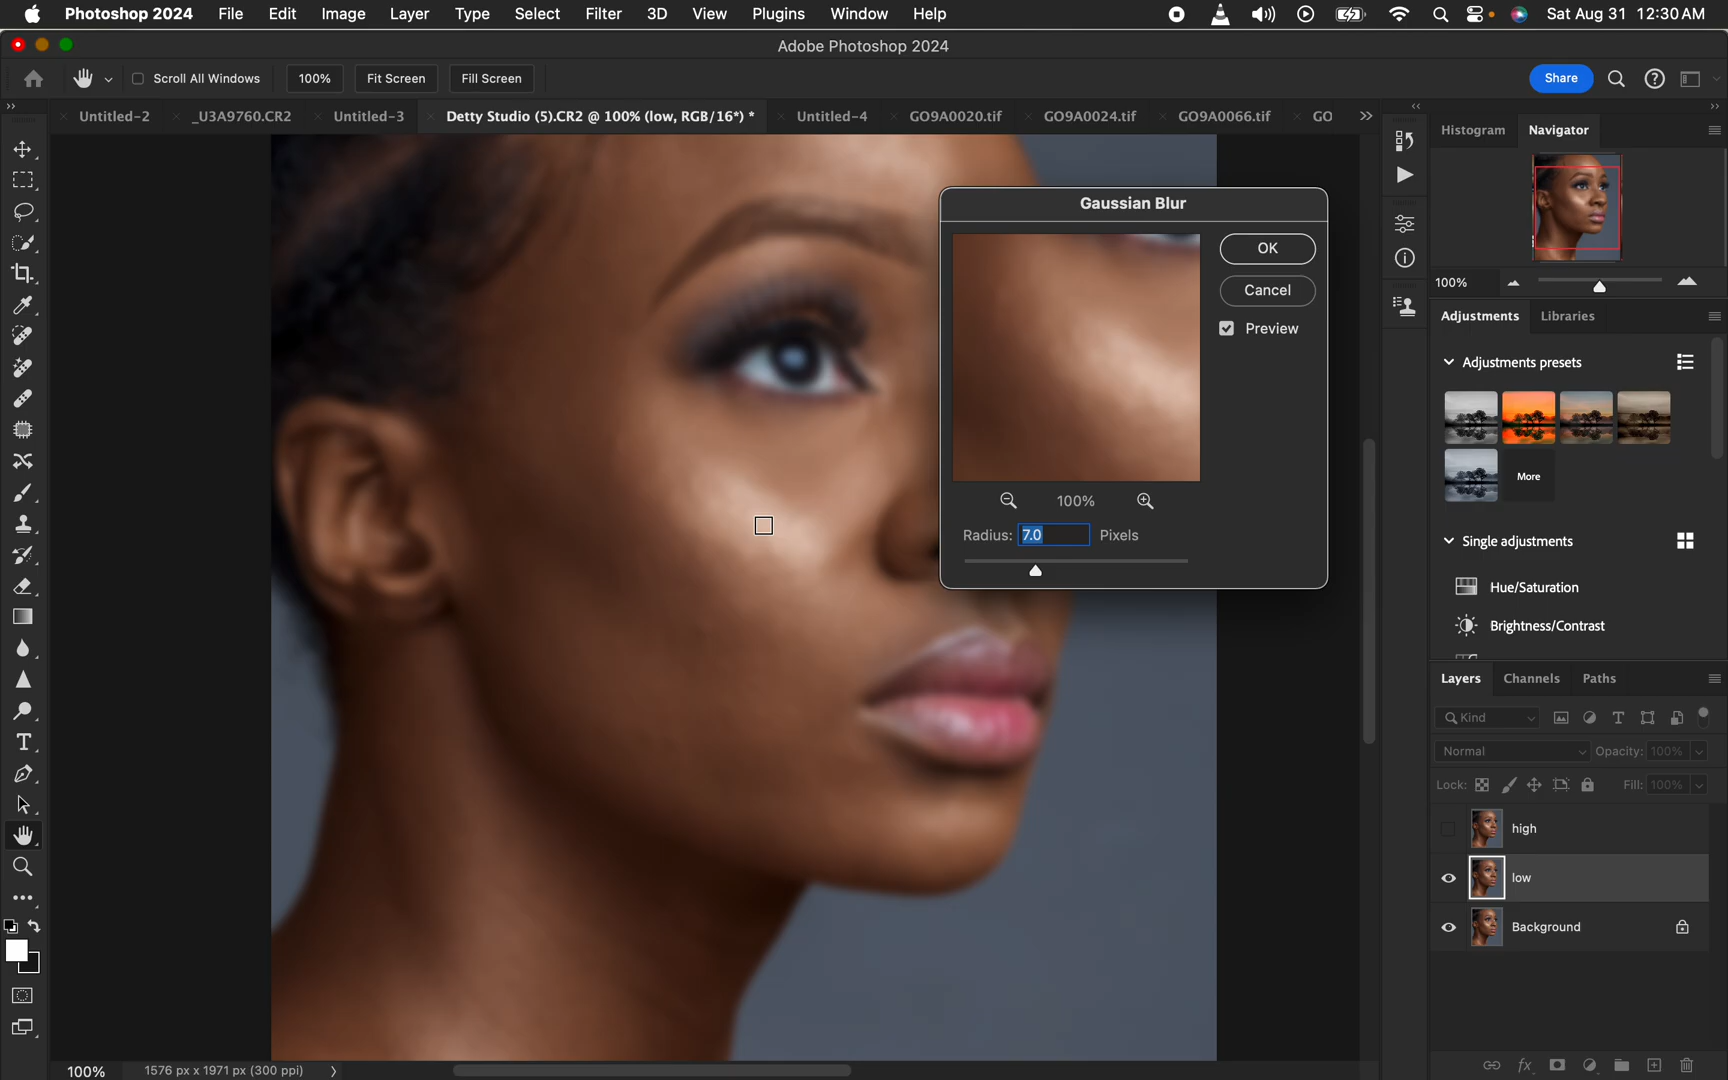 Photoshop 2024 File Edit Image Layer Type Select Filter 3D View Plugins Window Help Sat Aug 31 12:30 AM
Adobe Photoshop 2024
Scroll All Windows 100% Fit Screen Fill Screen Share
Untitled-2 _U3A9760.CR2 Untitled-3 Detty Studio (5).CR2 @ 100% (low, RGB/16*) * Untitled-4 GO9A0020.tif GO9A0024.tif GO9A0066.tif GO
Histogram Navigator
Gaussian Blur
OK
Cancel
Preview
100%
Radius: 7.0 Pixels
100%
Adjustments Libraries
Adjustments presets
More
Single adjustments
Hue/Saturation
Brightness/Contrast
Layers Channels Paths
Kind
Normal Opacity: 100%
Lock: Fill: 100%
high
low
Background
fx
100% 1576 px x 1971 px (300 ppi)